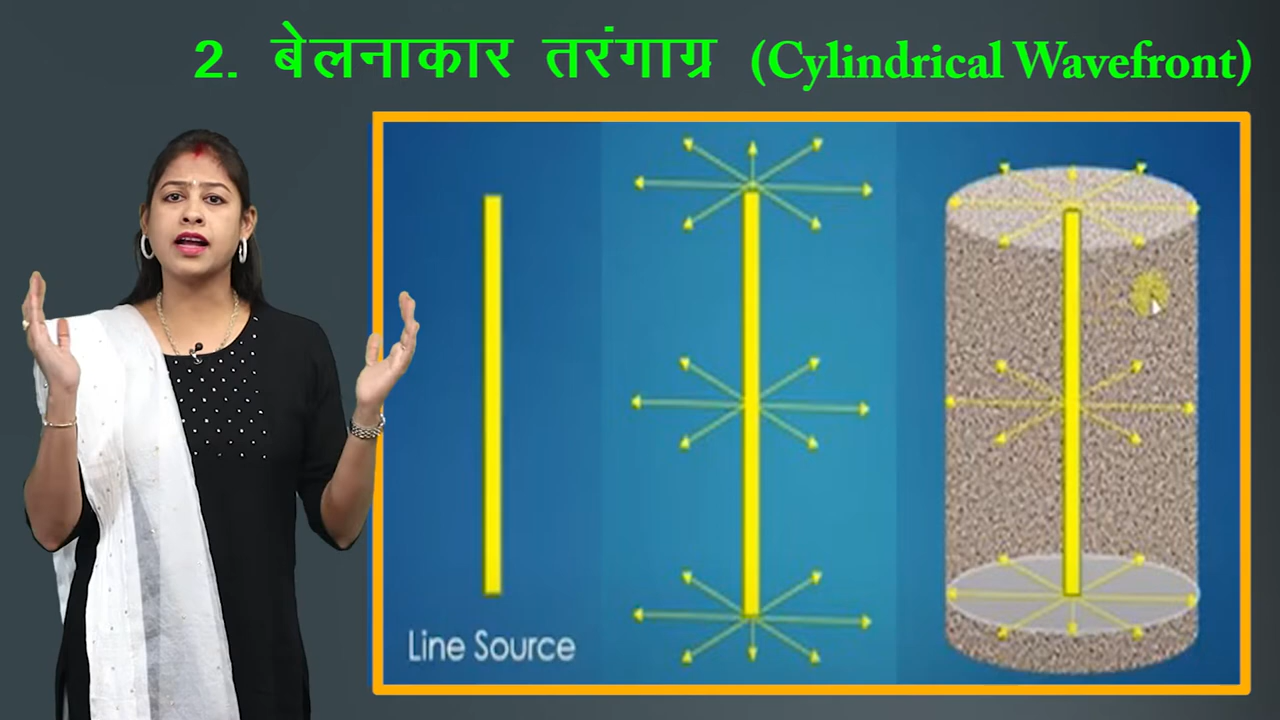 2. बेलनाकार तरंगाग्र (Cylindrical Wavefront)
Line Source